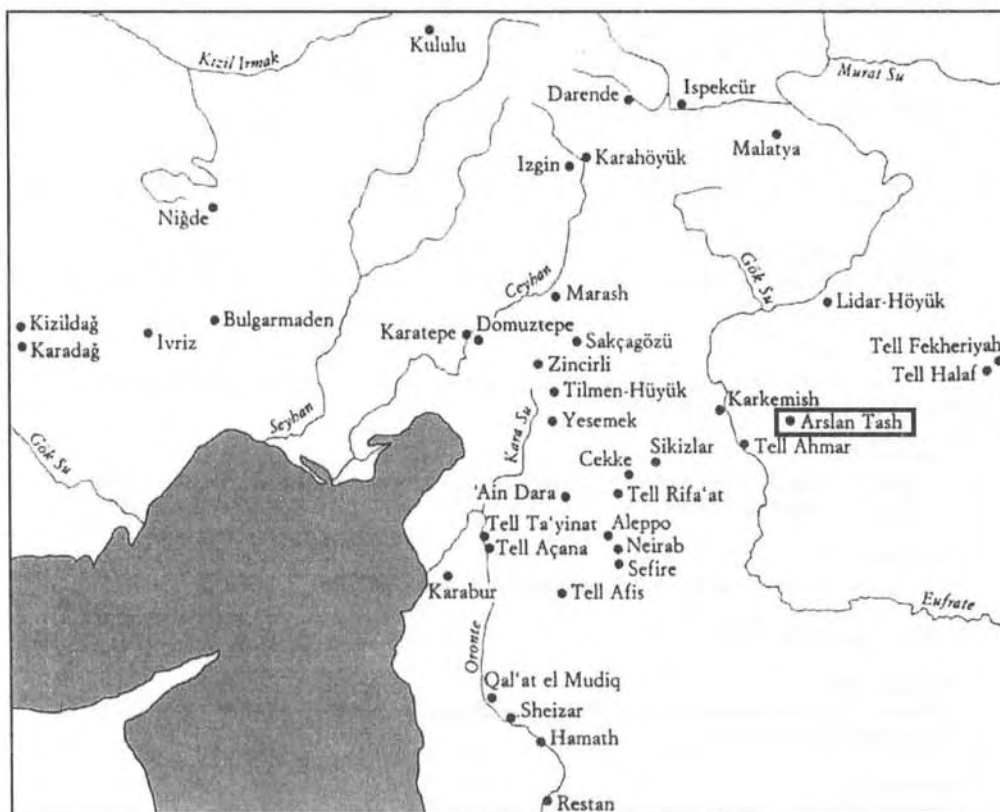 Kululu
Kızıl Irmak
Murat Su
Darende
Ispekcür
Malatya
Karahöyük
Izgin
Niğde
Gök Su
Ceyhan
Marash
Lidar-Höyük
Kizildağ
Karadağ
Ivriz
Bulgarmaden
Karatepe
Domuztepe
Sakçagözü
Tell Fekheriyah
Tell Halaf
Zincirli
Tilmen-Hüyük
Karkemish
Arslan Tash
Seyhan
Yesemek
Kara Su
Tell Ahmar
Gök Su
Sikizlar
Cekke
'Ain Dara
Tell Rifa'at
Tell Ta'yinat
Aleppo
Tell Açana
Neirab
Sefire
Karabur
Tell Afis
Eufrate
Oronte
Qal'at el Mudiq
Sheizar
Hamath
Restan